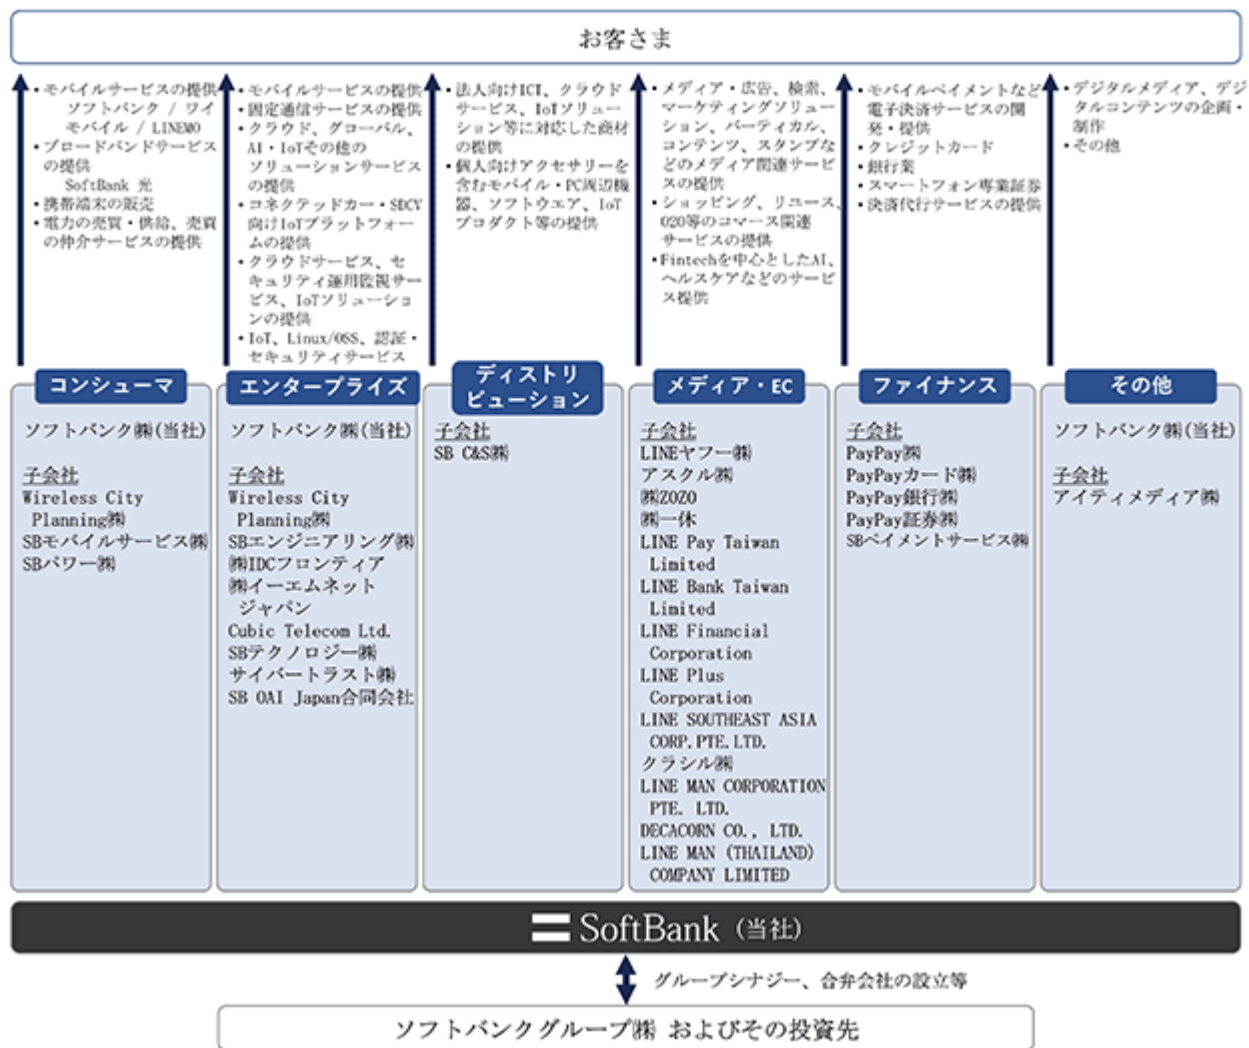 お客さま
・モバイルサービスの提供
ソフトバンク / ワイ
モバイル / LINEMO
・ブロードバンドサービス
の提供
SoftBank 光
・携帯端末の販売
・電力の売買・供給、売買
の仲介サービスの提供
・モバイルサービスの提供
・固定通信サービスの提供
・クラウド、グローバル、
AI・IoTその他の
ソリューションサービス
の提供
・コネクテッドカー・SDCV
向けIoTプラットフォー
ムの提供
・クラウドサービス、セ
キュリティ運用監視サー
ビス、IoTソリューショ
ンの提供
・IoT、Linux/OSS、認証・
セキュリティサービス
・法人向けICT、クラウド
サービス、IoTソリュー
ション等に対応した商材
の提供
・個人向けアクセサリーを
含むモバイル・PC周辺機
器、ソフトウエア、IoT
プロダクト等の提供
・メディア・広告、検索、
マーケティングソリュー
ション、バーティカル、
コンテンツ、スタンプな
どのメディア関連サービ
スの提供
・ショッピング、リユース、
O2O等のコマース関連
サービスの提供
・Fintechを中心としたAI、
ヘルスケアなどのサービ
ス提供
・モバイルペイメントなど
電子決済サービスの開
発・提供
・クレジットカード
・銀行業
・スマートフォン専業証券
・決済代行サービスの提供
・デジタルメディア、デジ
タルコンテンツの企画・
制作
・その他
コンシューマ
ソフトバンク㈱(当社)
子会社
Wireless City
Planning㈱
SBモバイルサービス㈱
SBパワー㈱
エンタープライズ
ソフトバンク㈱(当社)
子会社
Wireless City
Planning㈱
SBエンジニアリング㈱
㈱IDCフロンティア
㈱イーエムネット
ジャパン
Cubic Telecom Ltd.
SBテクノロジー㈱
サイバートラスト㈱
SB OAI Japan合同会社
ディストリ
ビューション
子会社
SB C&S㈱
メディア・EC
子会社
LINEヤフー㈱
アスクル㈱
㈱ZOZO
㈱一休
LINE Pay Taiwan
Limited
LINE Bank Taiwan
Limited
LINE Financial
Corporation
LINE Plus
Corporation
LINE SOUTHEAST ASIA
CORP.PTE.LTD.
クラシル㈱
LINE MAN CORPORATION
PTE. LTD.
DECACORN CO., LTD.
LINE MAN (THAILAND)
COMPANY LIMITED
ファイナンス
子会社
PayPay㈱
PayPayカード㈱
PayPay銀行㈱
PayPay証券㈱
SBペイメントサービス㈱
その他
ソフトバンク㈱(当社)
子会社
アイティメディア㈱
SoftBank (当社)
グループシナジー、合弁会社の設立等
ソフトバンクグループ㈱ およびその投資先